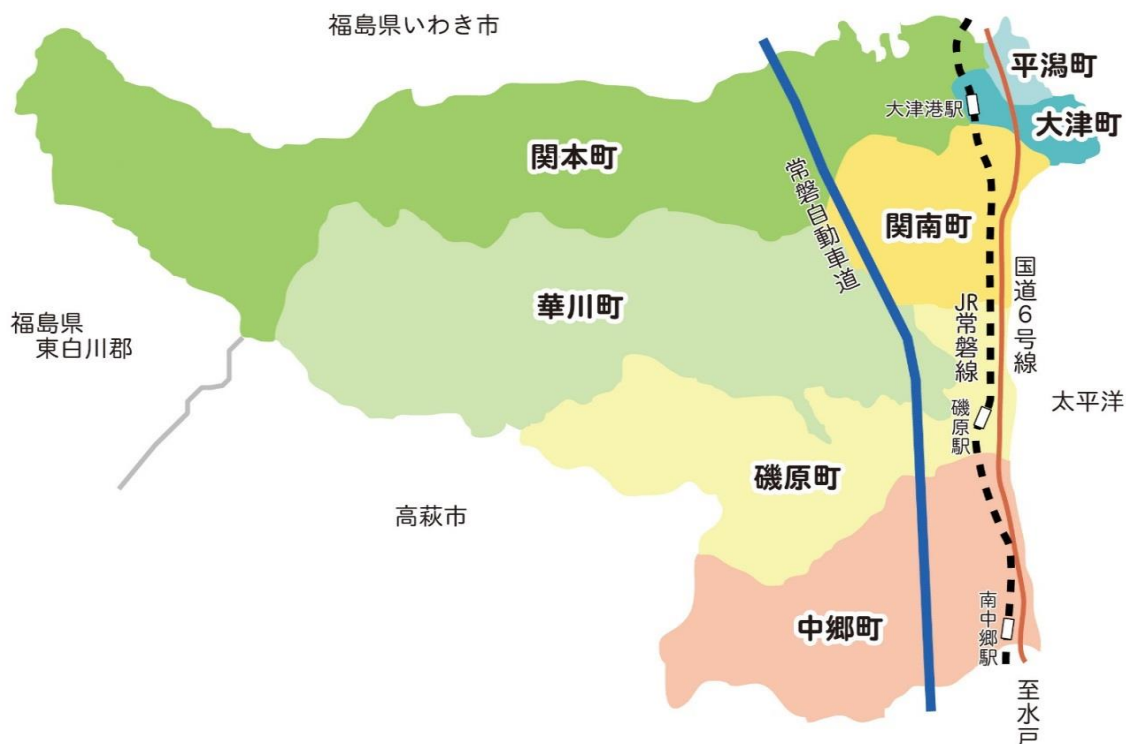 福島県いわき市
平潟町
大津港駅
大津町
関本町
常磐自動車道
関南町
国道6号線
華川町
JR常磐線
福島県
東白川郡
太平洋
磯原駅
磯原町
高萩市
中郷町
南中郷駅
至水戸